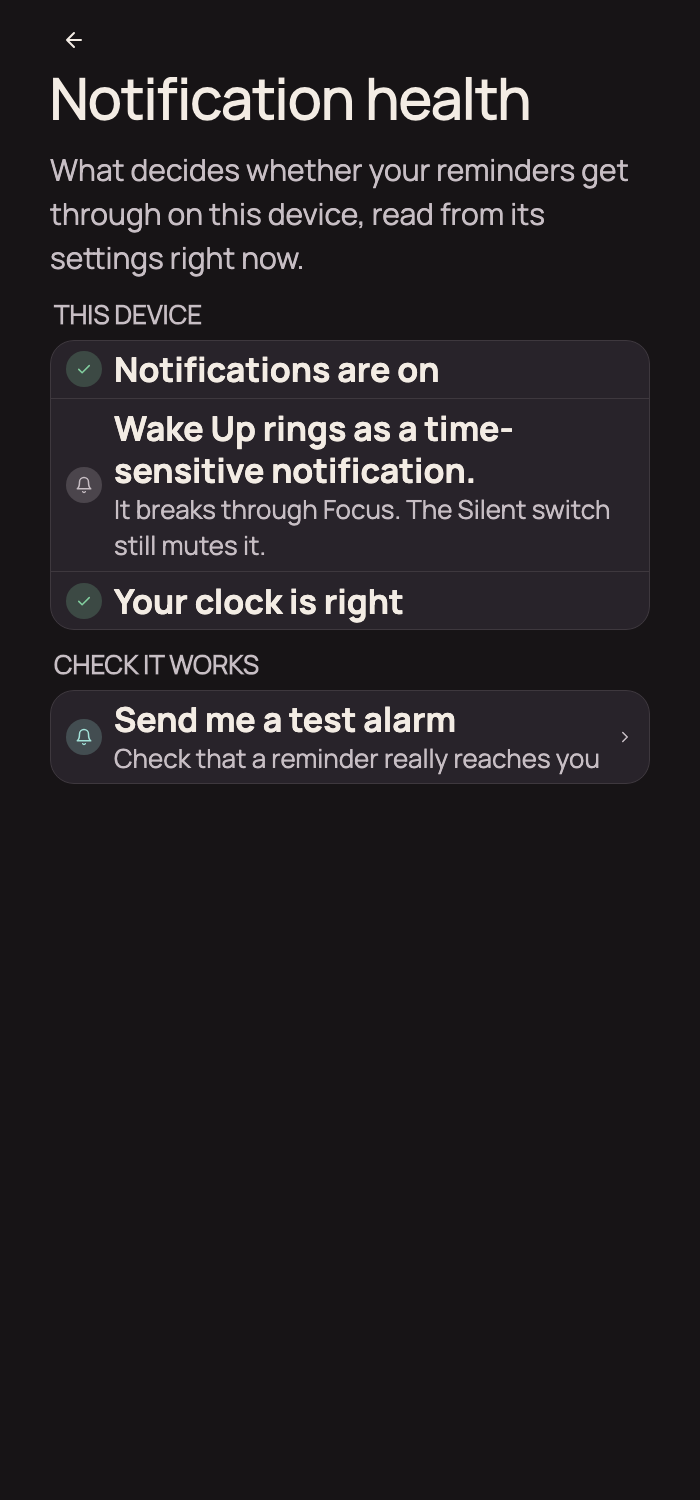 Notification health
What decides whether your reminders get
through on this device, read from its
settings right now.
THIS DEVICE
Notifications are on
Wake Up rings as a time-
sensitive notification.
It breaks through Focus. The Silent switch
still mutes it.
Your clock is right
CHECK IT WORKS
Send me a test alarm
Check that a reminder really reaches you